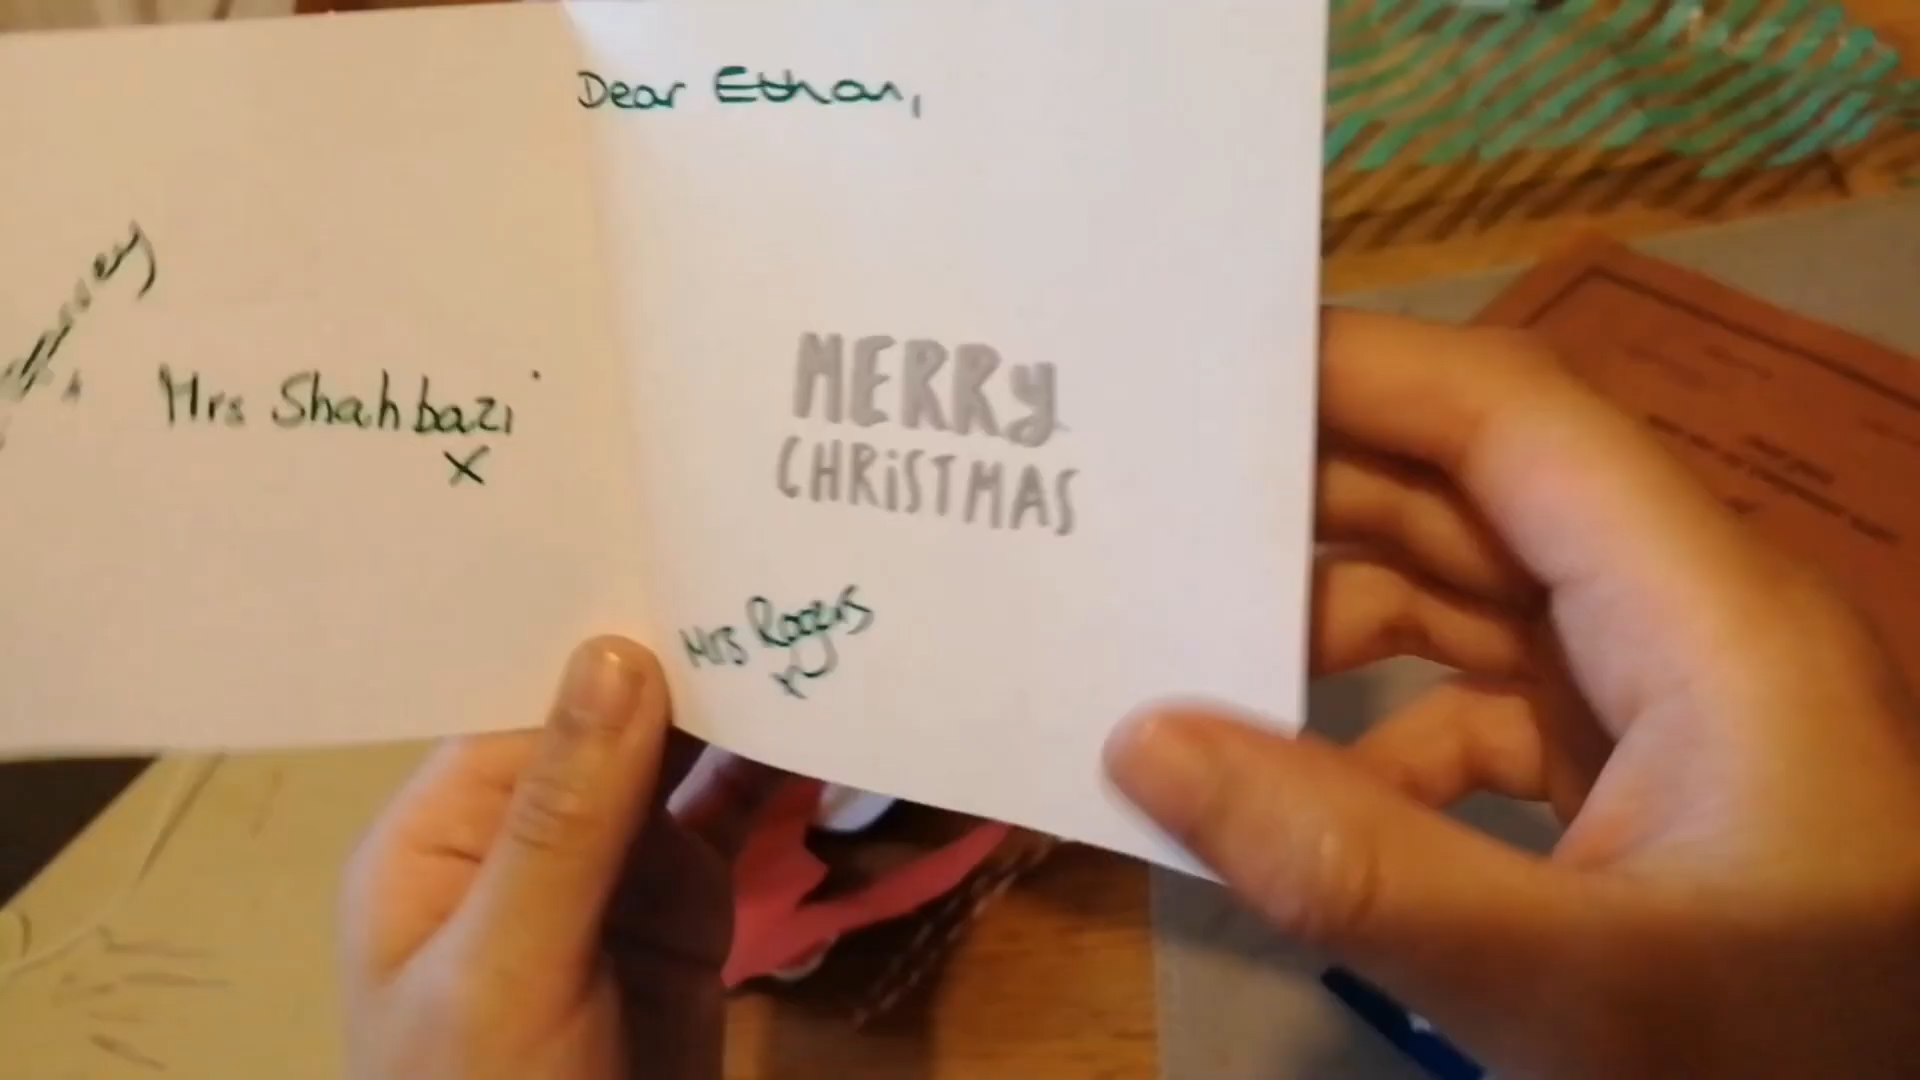 Mrs Shahbazi
x
Dear Ethan,
MERRY
CHRiSTMAS
Mrs Rogers
x